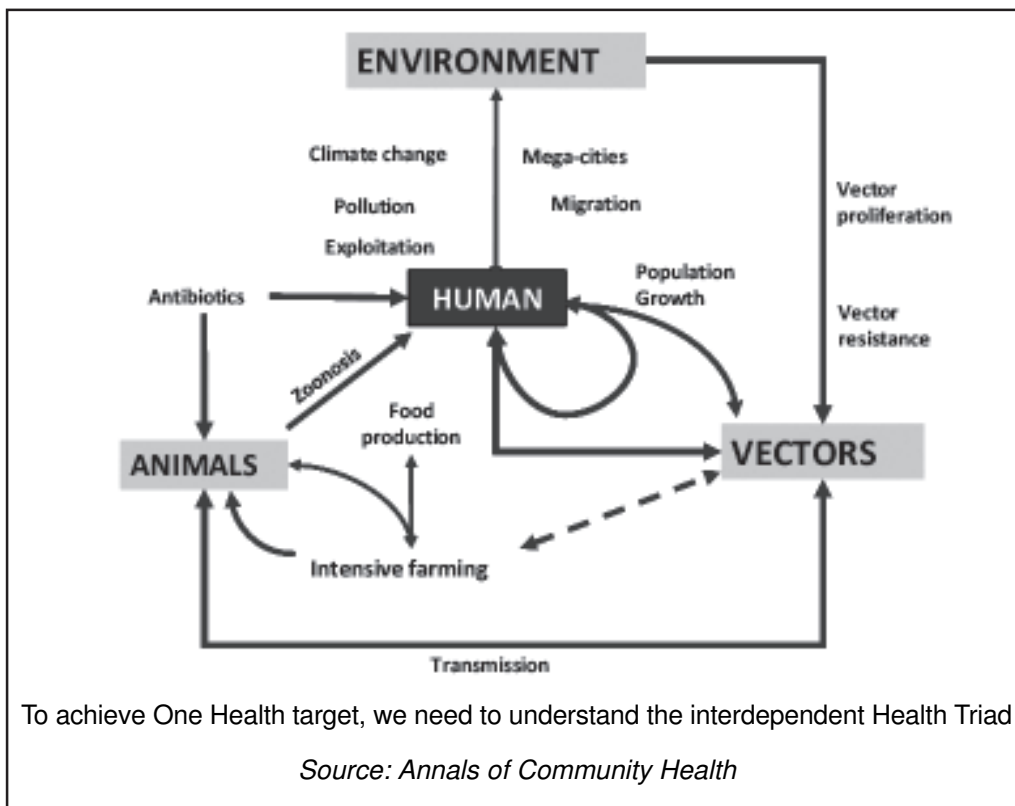 ENVIRONMENT
Climate change
Mega-cities
Pollution
Migration
Exploitation
Vector
proliferation
Antibiotics
HUMAN
Population
Growth
Vector
resistance
Zoonosis
Food
production
ANIMALS
VECTORS
Intensive farming
Transmission
To achieve One Health target, we need to understand the interdependent Health Triad
Source: Annals of Community Health